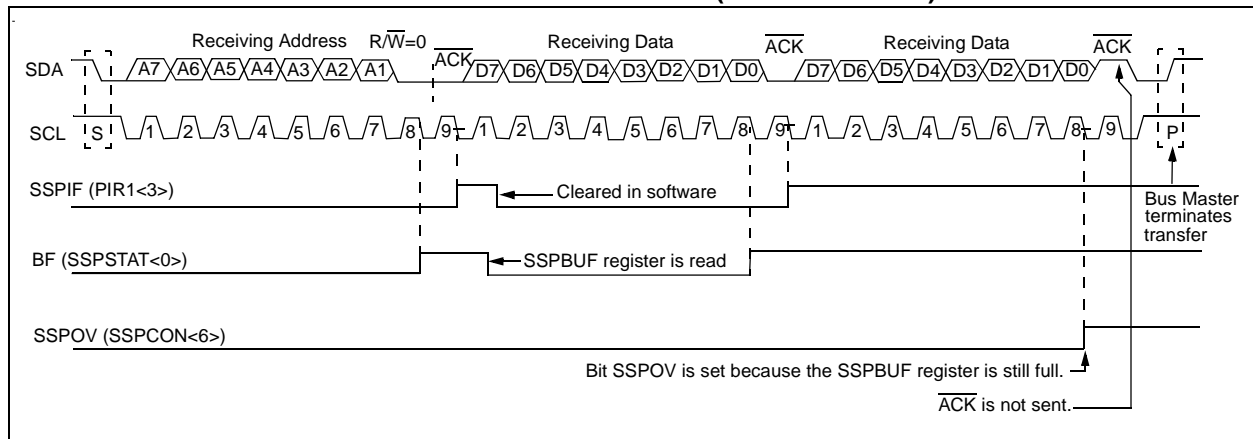 Receiving Address R/W̅=0 Receiving Data A̅C̅K̅ Receiving Data A̅C̅K̅
A̅C̅K̅
SDA A7 A6 A5 A4 A3 A2 A1 D7 D6 D5 D4 D3 D2 D1 D0 D7 D6 D5 D4 D3 D2 D1 D0
SCL S 1 2 3 4 5 6 7 8 9 1 2 3 4 5 6 7 8 9 1 2 3 4 5 6 7 8 9 P
SSPIF (PIR1<3>) Cleared in software
Bus Master
terminates
transfer
BF (SSPSTAT<0>) SSPBUF register is read
SSPOV (SSPCON<6>)
Bit SSPOV is set because the SSPBUF register is still full.
A̅C̅K̅ is not sent.